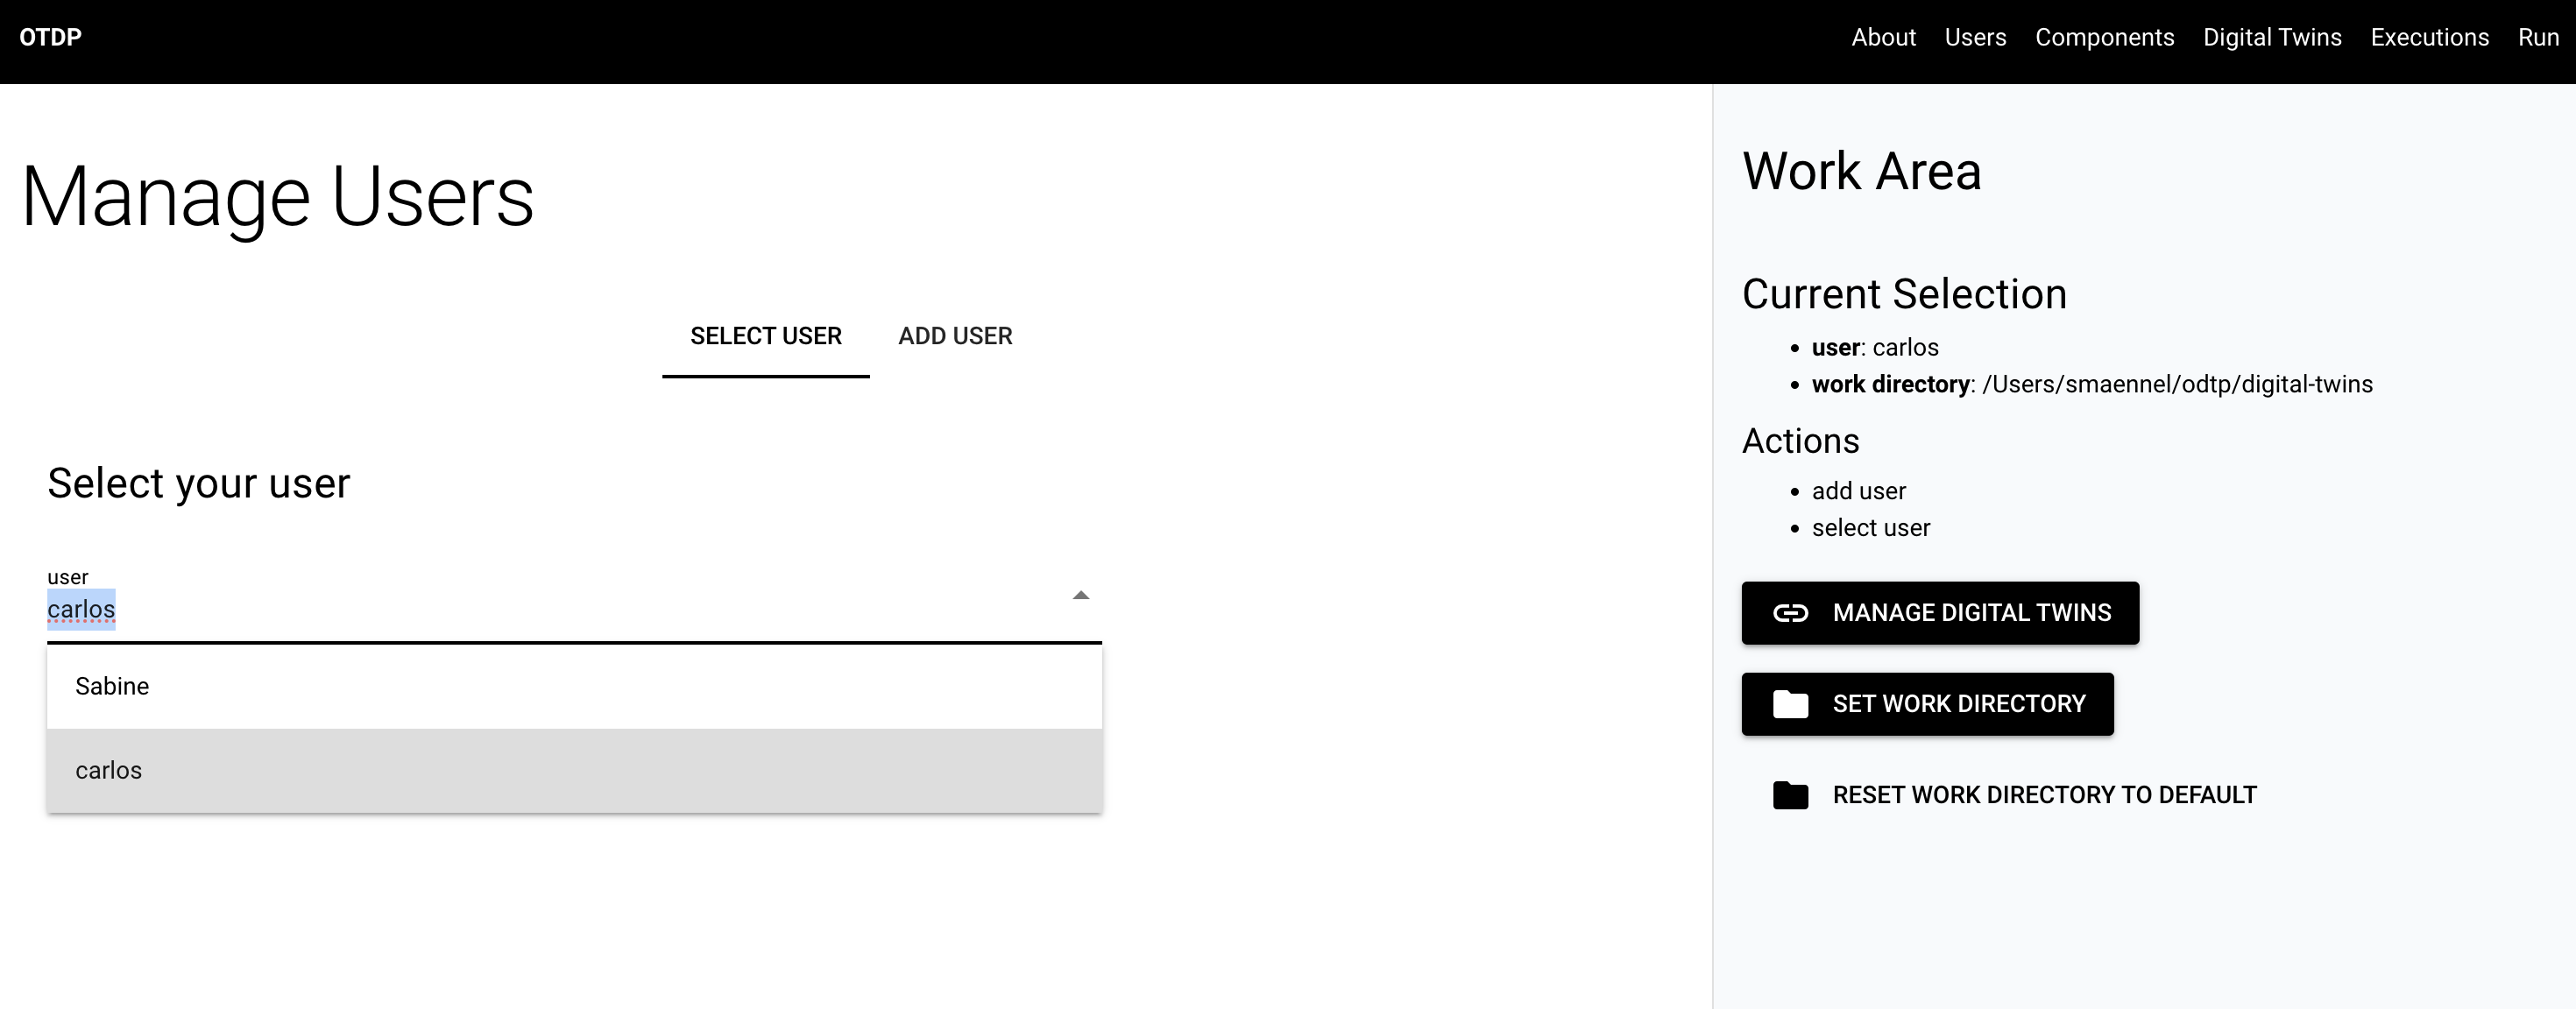 OTDP
About Users Components Digital Twins Executions Run
Manage Users
SELECT USER ADD USER
Select your user
user
carlos
Sabine
carlos
Work Area
Current Selection
user: carlos
work directory: /Users/smaennel/odtp/digital-twins
Actions
add user
select user
MANAGE DIGITAL TWINS
SET WORK DIRECTORY
RESET WORK DIRECTORY TO DEFAULT